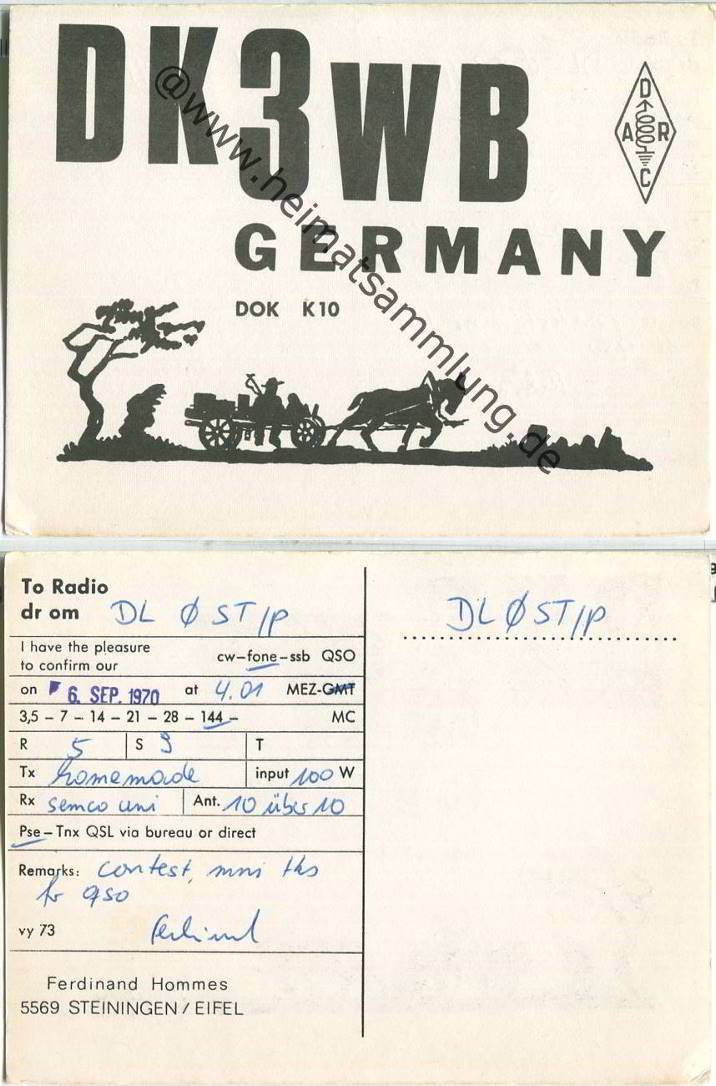 DK3WB
D
A R
C
GERMANY
DOK K10
@www.heimatsammlung.de
To Radio
dr om DL Ø ST/p
I have the pleasure
to confirm our cw–fone–ssb QSO
on 6. SEP. 1970 at 4.01 MEZ-GMT
3,5 – 7 – 14 – 21 – 28 – 144 – MC
R 5 S 9 T
Tx homemade input 100 W
Rx semco uni Ant. 10 über 10
Pse – Tnx QSL via bureau or direct
Remarks: contest, mni tks
fr qso
vy 73 Ferdinand
Ferdinand Hommes
5569 STEININGEN / EIFEL
DL Ø ST/p